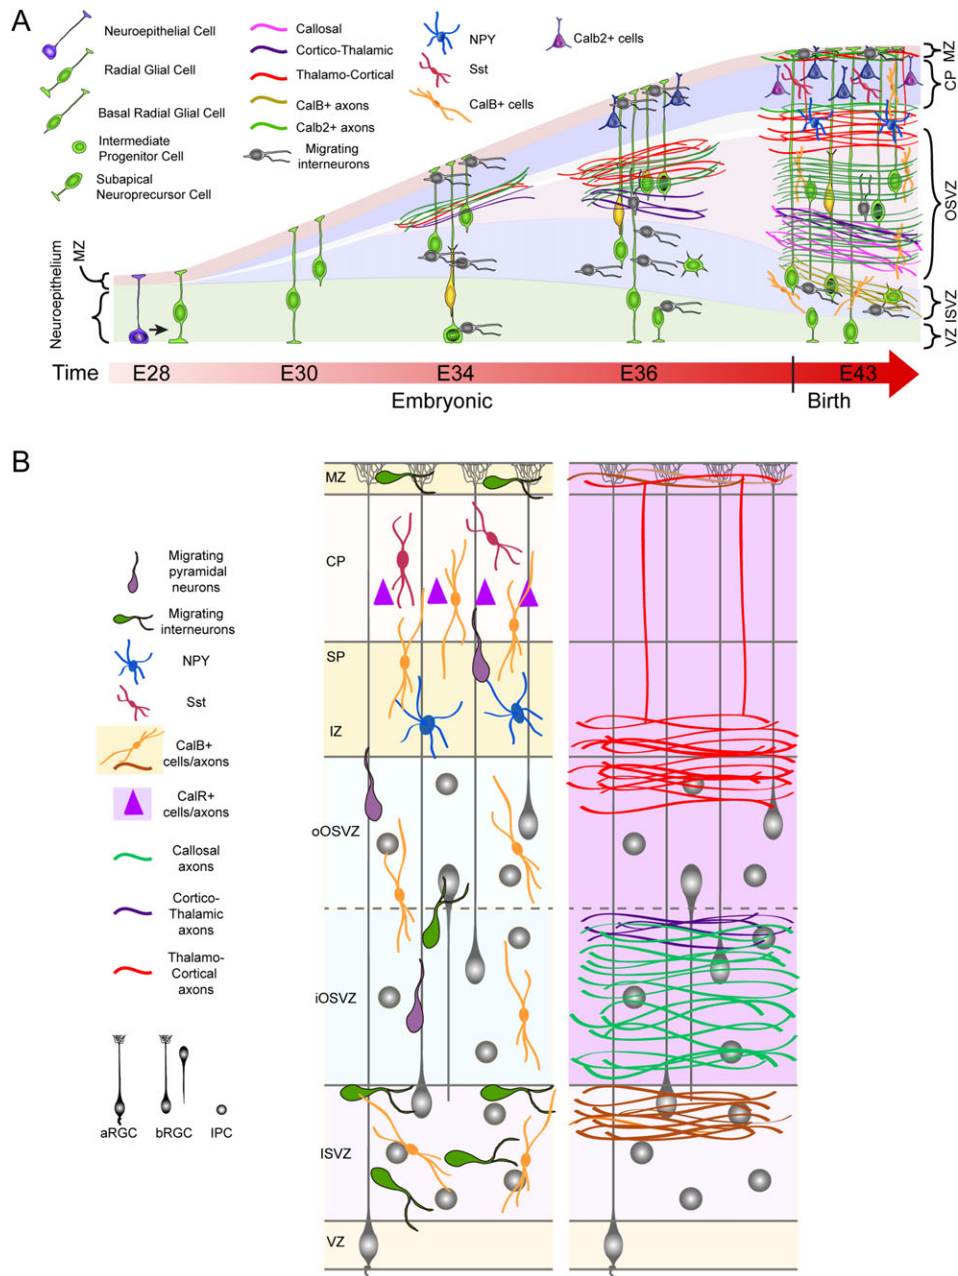 A
Neuroepithelial Cell
Radial Glial Cell
Basal Radial Glial Cell
Intermediate
Progenitor Cell
Subapical
Neuroprecursor Cell
Callosal
Cortico-Thalamic
Thalamo-Cortical
CalB+ axons
Calb2+ axons
Migrating
interneurons
NPY
Sst
CalB+ cells
Calb2+ cells
Neuroepithelium
MZ
MZ
CP
OSVZ
ISVZ
VZ
Time
E28
E30
E34
E36
E43
Embryonic
Birth
B
Migrating
pyramidal
neurons
Migrating
interneurons
NPY
Sst
CalB+
cells/axons
CalR+
cells/axons
Callosal
axons
Cortico-
Thalamic
axons
Thalamo-
Cortical
axons
aRGC
bRGC
IPC
MZ
CP
SP
IZ
oOSVZ
iOSVZ
ISVZ
VZ